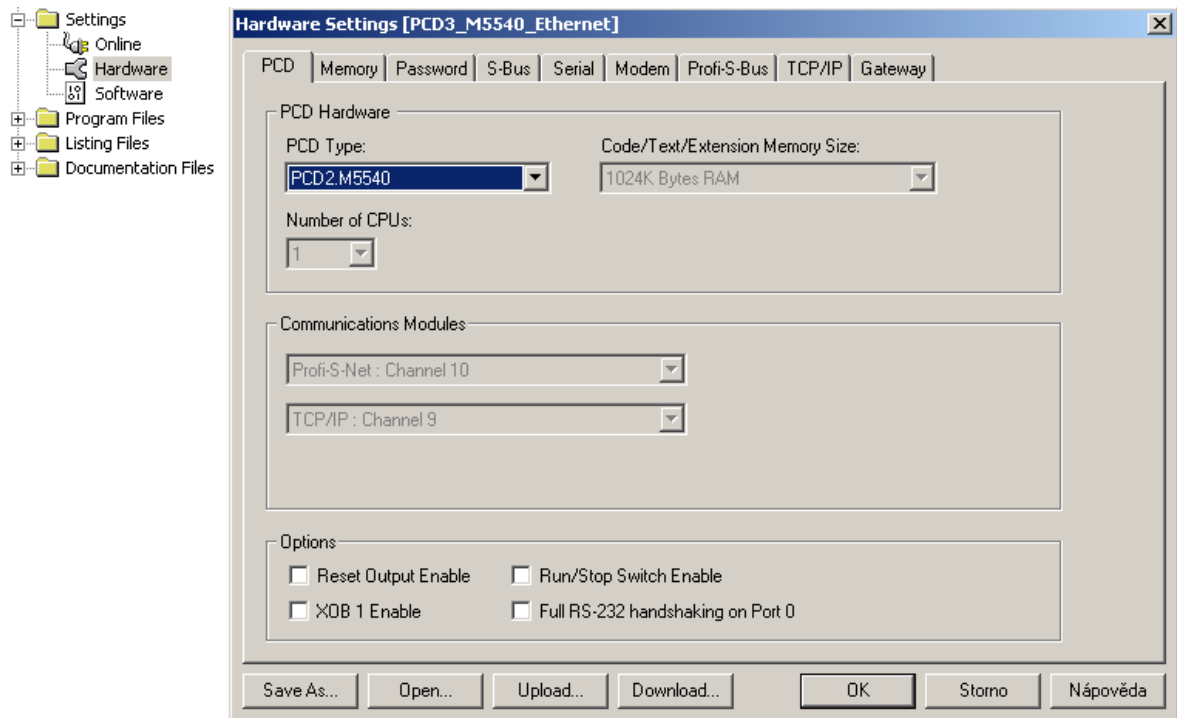 Settings
Online
Hardware
Software
Program Files
Listing Files
Documentation Files
Hardware Settings [PCD3_M5540_Ethernet]
PCD Memory Password S-Bus Serial Modem Profi-S-Bus TCP/IP Gateway
PCD Hardware
PCD Type: Code/Text/Extension Memory Size:
PCD2.M5540 1024K Bytes RAM
Number of CPUs:
1
Communications Modules
Profi-S-Net : Channel 10
TCP/IP : Channel 9
Options
Reset Output Enable Run/Stop Switch Enable
XOB 1 Enable Full RS-232 handshaking on Port 0
Save As... Open... Upload... Download... OK Storno Nápověda